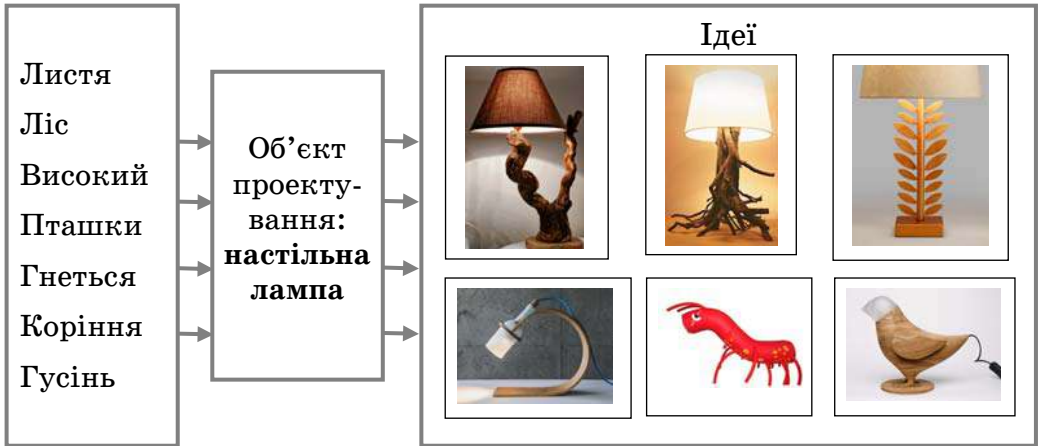 Листя
Ліс
Високий
Пташки
Гнеться
Коріння
Гусінь
Об’єкт
проекту-
вання:
настільна
лампа
Ідеї